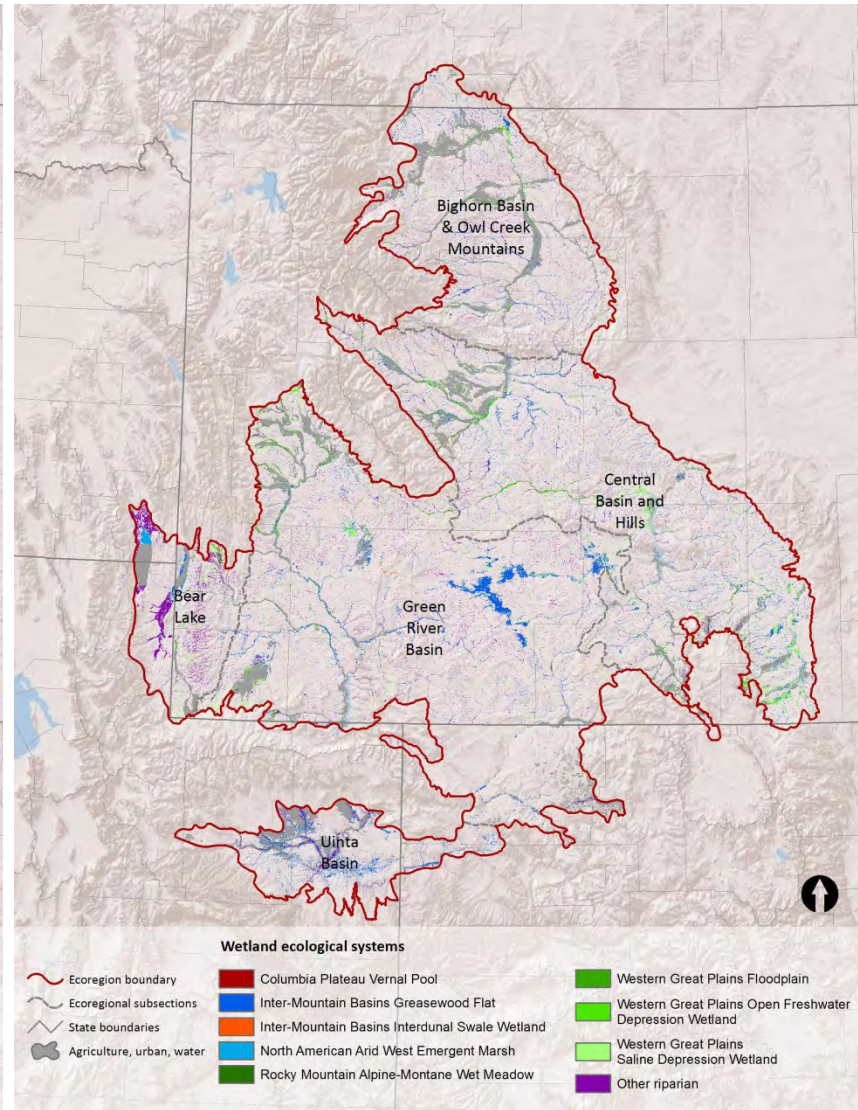 Bighorn Basin
& Owl Creek
Mountains
Central
Basin and
Hills
Bear
Lake
Green
River
Basin
Uinta
Basin
Wetland ecological systems
Ecoregion boundary
Ecoregional subsections
State boundaries
Agriculture, urban, water
Columbia Plateau Vernal Pool
Inter-Mountain Basins Greasewood Flat
Inter-Mountain Basins Interdunal Swale Wetland
North American Arid West Emergent Marsh
Rocky Mountain Alpine-Montane Wet Meadow
Western Great Plains Floodplain
Western Great Plains Open Freshwater
Depression Wetland
Western Great Plains
Saline Depression Wetland
Other riparian